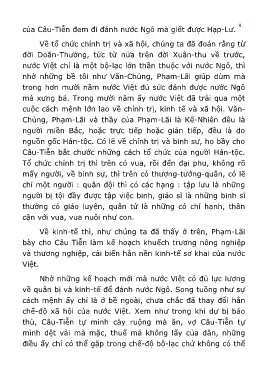 của Câu-Tiễn đem đi đánh nước Ngô mà giết được Hạp-Lư. 9
Về tổ chức chính trị và xã hội, chúng ta đã đoán rằng từ
đời Doãn-Thường, tức từ nửa trên đời Xuân-thu về trước,
nước Việt chỉ là một bộ-lạc lớn thần thuộc với nước Ngô, thì
nhờ những bề tôi như Văn-Chủng, Phạm-Lãi giúp dùm mà
trong hơn mười năm nước Việt đủ sức đánh được nước Ngô
mà xưng bá. Trong mười năm ấy nước Việt đã trải qua một
cuộc cách mệnh lớn lao về chính trị, kinh tế và xã hội. Văn-
Chủng, Phạm-Lãi và thầy của Phạm-Lãi là Kế-Nhiên đều là
người miền Bắc, hoặc trực tiếp hoặc gián tiếp, đều là do
nguồn gốc Hán-tộc. Có lẽ về chính trị và binh sự, họ bầy cho
Câu-Tiễn bắt chước những cách tổ chức của người Hán-tộc.
Tổ chức chính trị thì trên có vua, rồi đến đại phu, không rõ
mấy người, về binh sự, thì trên có thượng-tướng-quân, có lẽ
chỉ một người : quân đội thì có các hạng : tập lưu là những
người bị tội đầy được tập việc binh, giáo sĩ là những binh sĩ
thường có giáo luyện, quân tử là những có chí hạnh, thân
cận với vua, vua nuôi như con.
Về kinh-tế thì, như chúng ta đã thấy ở trên, Phạm-Lãi
bày cho Câu Tiễn làm kế hoạch khuếch trương nông nghiệp
và thương nghiệp, cải biến hẳn nền kinh-tế sơ khai của nước
Việt.
Nhờ những kế hoạch mới mà nước Việt có đủ lực lượng
về quân bị và kinh-tế để đánh nước Ngô. Song tuồng như sự
cách mệnh ấy chỉ là ở bề ngoài, chưa chắc đã thay đổi hẳn
chế-độ xã-hội của nước Việt. Xem như trong khi dự bị báo
thù, Câu-Tiễn tự mình cày ruộng mà ăn, vợ Câu-Tiễn tự
mình dệt vải mà mặc, thuế má không lấy của dân, những
điều ấy chỉ có thể gặp trong chế-độ bộ-lạc chứ không có thể